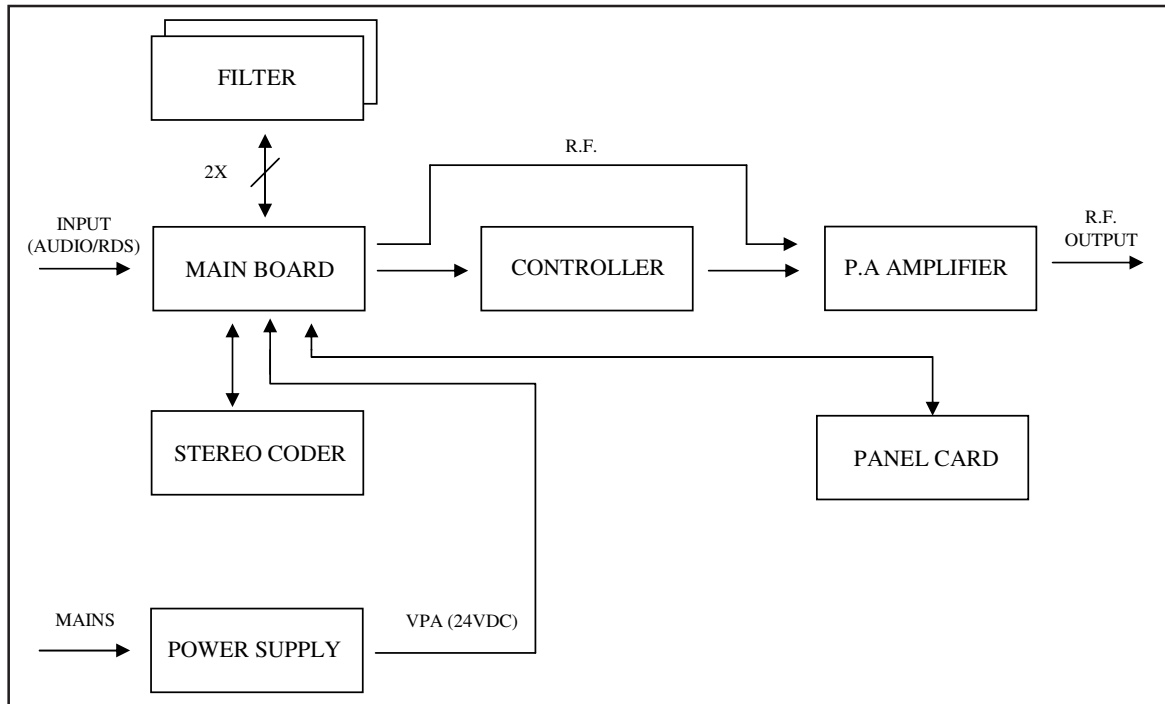 FILTER
2X
R.F.
INPUT
(AUDIO/RDS)
MAIN BOARD
CONTROLLER
P.A AMPLIFIER
R.F.
OUTPUT
STEREO CODER
PANEL CARD
MAINS
POWER SUPPLY
VPA (24VDC)